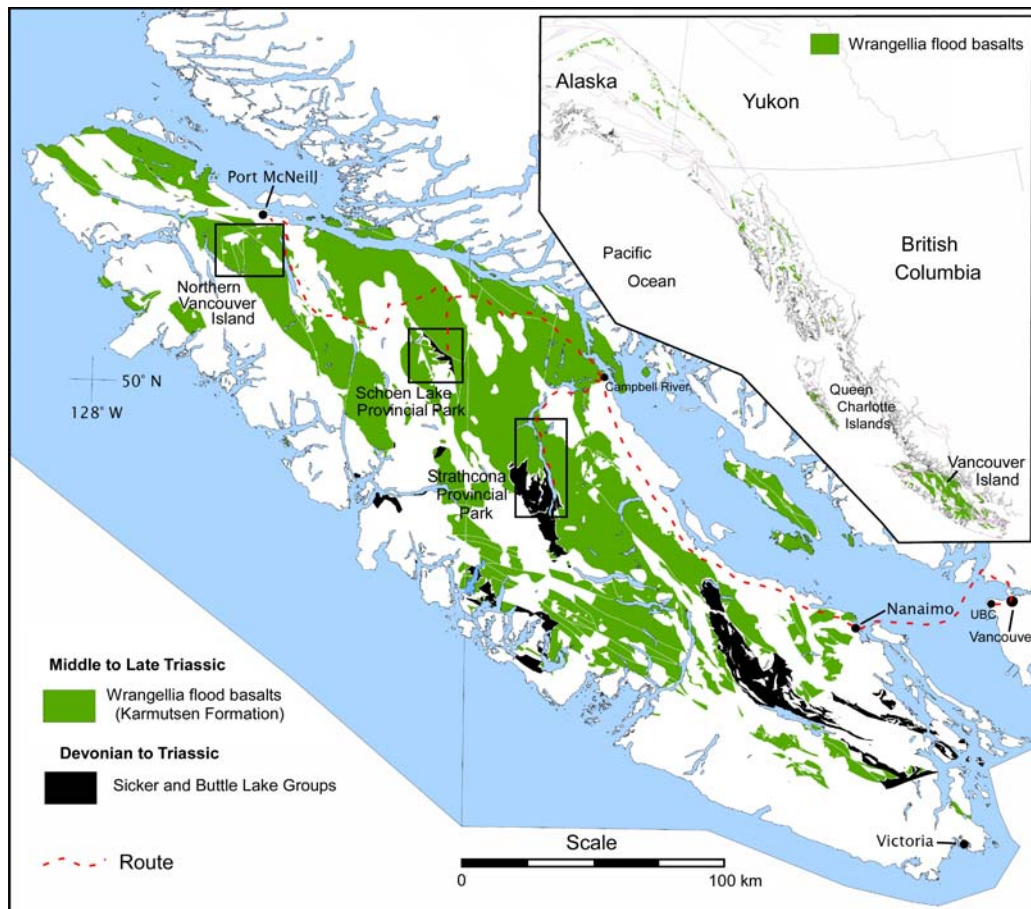 Wrangellia flood basalts
Alaska
Yukon
British
Columbia
Pacific
Ocean
Queen
Charlotte
Islands
Vancouver
Island
Port McNeill
Northern
Vancouver
Island
50° N
128° W
Schoen Lake
Provincial Park
Campbell River
Strathcona
Provincial
Park
Nanaimo
UBC
Vancouve
Middle to Late Triassic
Wrangellia flood basalts
(Karmutsen Formation)
Devonian to Triassic
Sicker and Buttle Lake Groups
Route
Scale
0
100 km
Victoria